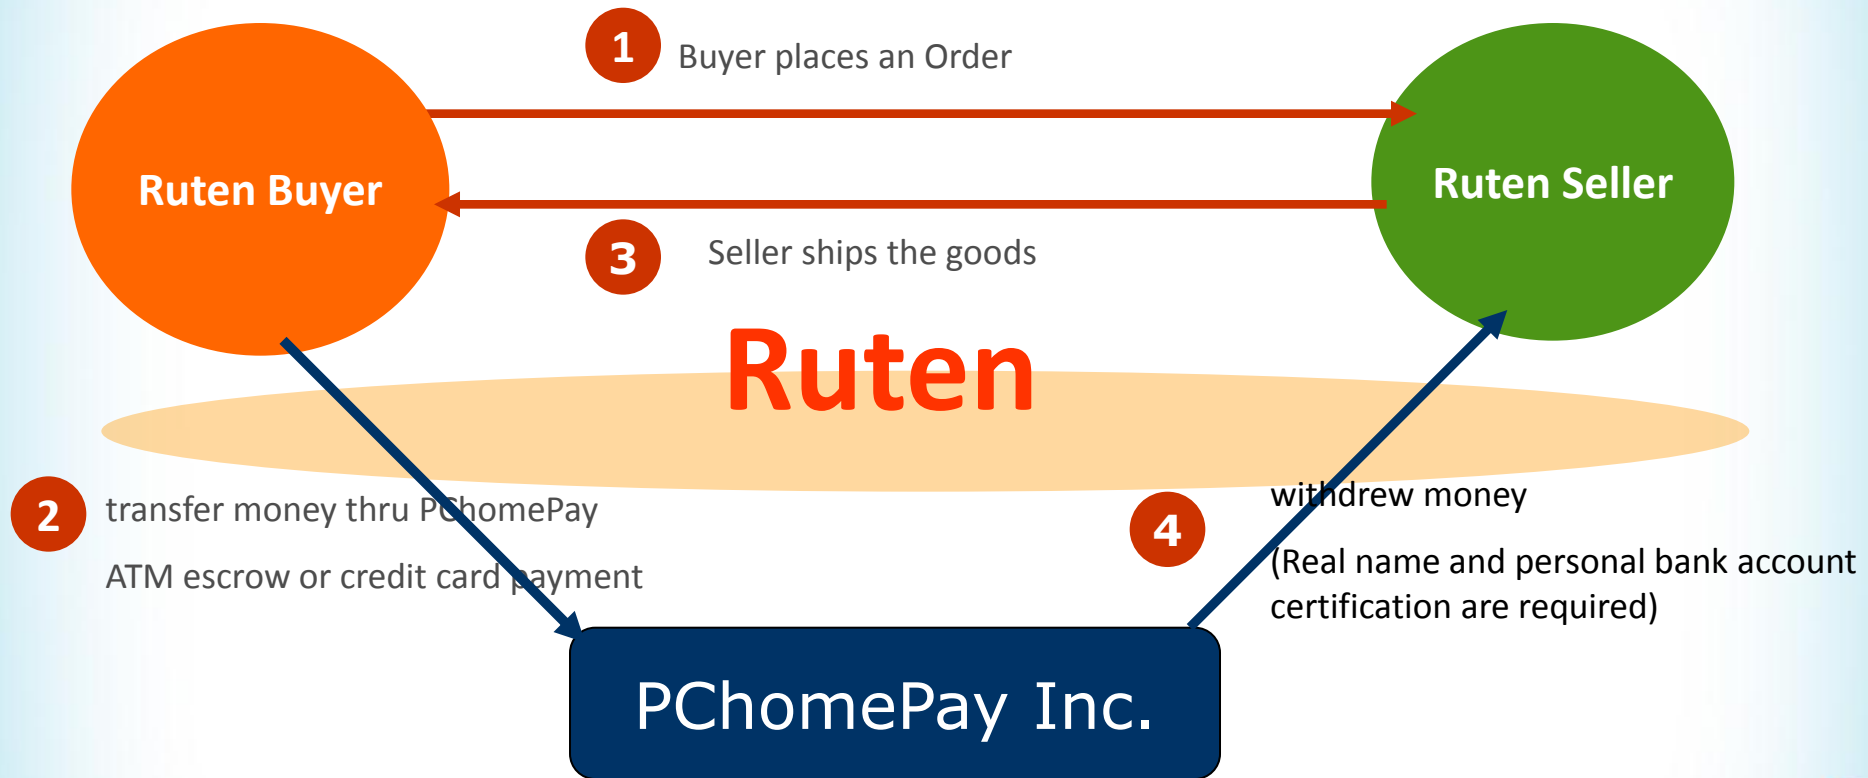 1
Buyer places an Order
Ruten Buyer
Ruten Seller
3
Seller ships the goods
Ruten
2
transfer money thru PChomePay
ATM escrow or credit card payment
4
withdrew money
(Real name and personal bank account
certification are required)
PChomePay Inc.